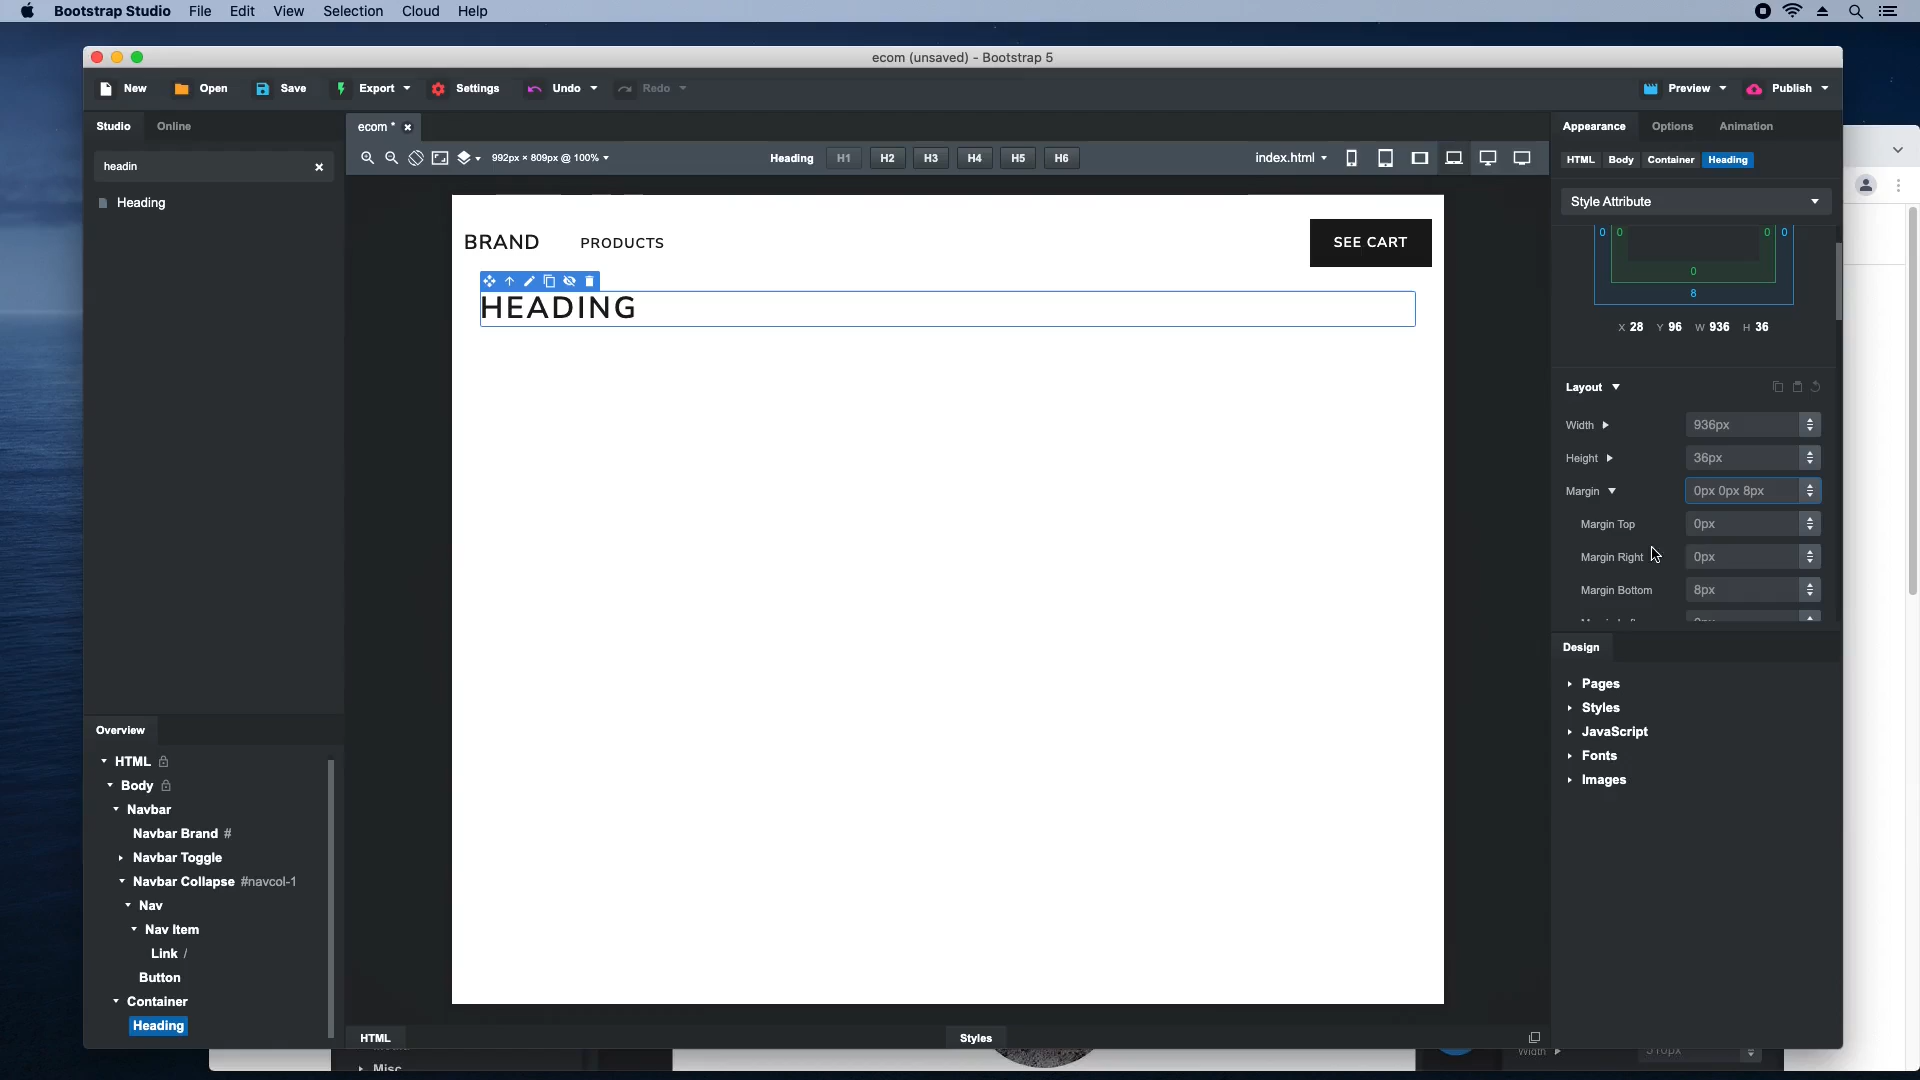 Bootstrap Studio File Edit View Selection Cloud Help
ecom (unsaved) - Bootstrap 5
New Open Save Export Settings Undo Redo Preview Publish
Studio Online
ecom *
Appearance Options Animation
headin
992px × 809px @ 100%
Heading H1 H2 H3 H4 H5 H6
index.html
HTML Body Container Heading
Heading
Style Attribute
BRAND PRODUCTS SEE CART
HEADING
0 0 0 0
0
8
X 28 Y 96 W 936 H 36
Layout
Width 936px
Height 36px
Margin 0px 0px 8px
Margin Top 0px
Margin Right 0px
Margin Bottom 8px
Design
Pages
Styles
JavaScript
Fonts
Images
Overview
HTML
Body
Navbar
Navbar Brand #
Navbar Toggle
Navbar Collapse #navcol-1
Nav
Nav Item
Link /
Button
Container
Heading
HTML Styles
Width
Misc